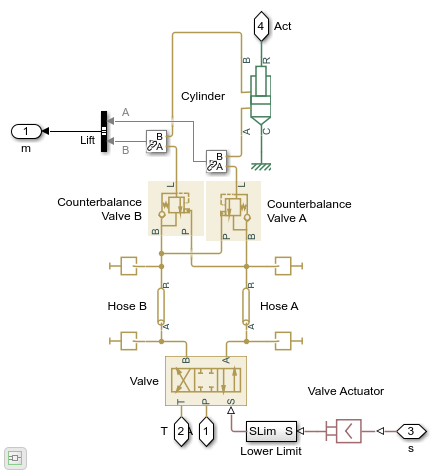 4 Act
B R
Cylinder
A C
1
m
Lift
A
B
B
A
B
A
L
L
Counterbalance
Valve B
Counterbalance
Valve A
B P
P B
R
R
Hose B
Hose A
A
A
B A
Valve
T P S
T 2 A 1
SLim S
Lower Limit
Valve Actuator
3
s